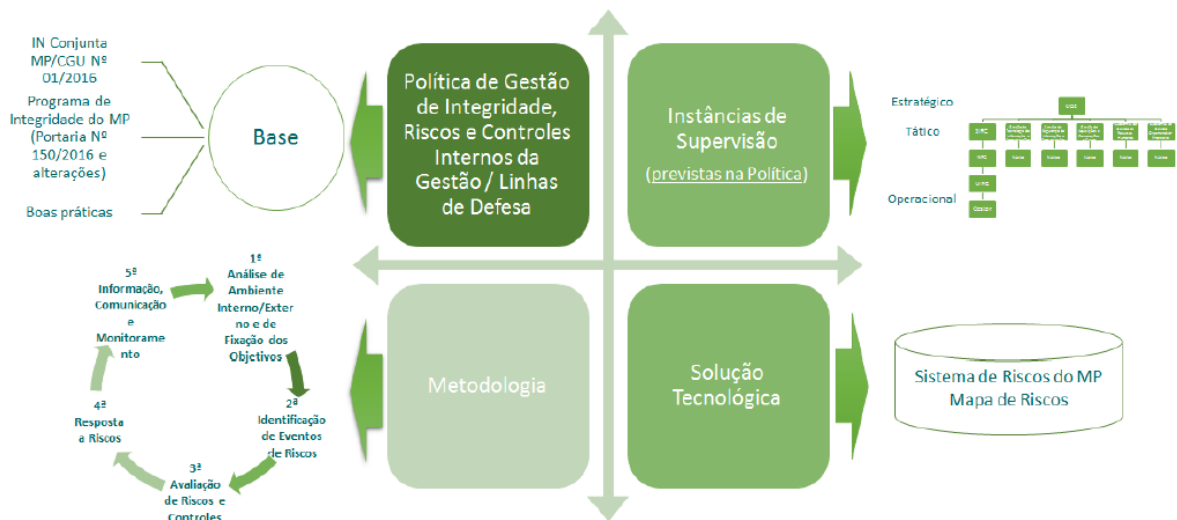 IN Conjunta
MP/CGU Nº
01/2016
Programa de
Integridade do MP
(Portaria Nº
150/2016 e
alterações)
Boas práticas
Base
Política de Gestão
de Integridade,
Riscos e Controles
Internos da
Gestão / Linhas
de Defesa
Instâncias de
Supervisão
(previstas na Política)
Estratégico
Tático
Operacional
1ª
Análise de
Ambiente
Interno/Exter
no e de
Fixação dos
Objetivos
2ª
Identificação
de Eventos
de Riscos
3ª
Avaliação
de Riscos e
Controles
4ª
Resposta
a Riscos
5ª
Informação,
Comunicação
e
Monitorame
nto
Metodologia
Solução
Tecnológica
Sistema de Riscos do MP
Mapa de Riscos